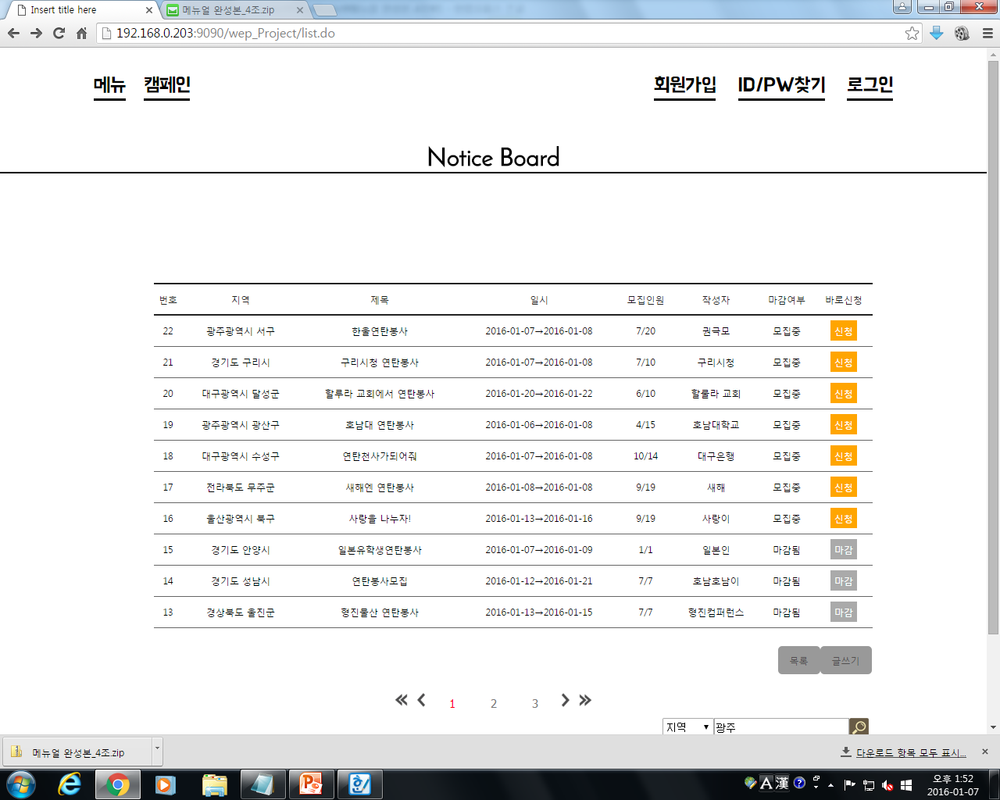 Insert title here
메뉴얼 완성본_4조.zip
192.168.0.203:9090/wep_Project/list.do
메뉴 캠페인 회원가입 ID/PW찾기 로그인
Notice Board
번호 지역 제목 일시 모집인원 작성자 마감여부 바로신청
22 광주광역시 서구 한울연탄봉사 2016-01-07→2016-01-08 7/20 권극모 모집중 신청
21 경기도 구리시 구리시청 연탄봉사 2016-01-07→2016-01-08 7/10 구리시청 모집중 신청
20 대구광역시 달성군 할루라 교회에서 연탄봉사 2016-01-20→2016-01-22 6/10 할룰라 교회 모집중 신청
19 광주광역시 광산구 호남대 연탄봉사 2016-01-06→2016-01-08 4/15 호남대학교 모집중 신청
18 대구광역시 수성구 연탄천사가되어줘 2016-01-07→2016-01-08 10/14 대구은행 모집중 신청
17 전라북도 무주군 새해엔 연탄봉사 2016-01-08→2016-01-08 9/19 새해 모집중 신청
16 울산광역시 북구 사랑을 나누자! 2016-01-13→2016-01-16 9/19 사랑이 모집중 신청
15 경기도 안양시 일본유학생연탄봉사 2016-01-07→2016-01-09 1/1 일본인 마감됨 마감
14 경기도 성남시 연탄봉사모집 2016-01-12→2016-01-21 7/7 호남호남이 마감됨 마감
13 경상북도 울진군 형진물산 연탄봉사 2016-01-13→2016-01-15 7/7 형진컴퍼런스 마감됨 마감
목록 글쓰기
1 2 3
지역 광주
메뉴얼 완성본_4조.zip 다운로드 항목 모두 표시...
A 漢 오후 1:52
2016-01-07